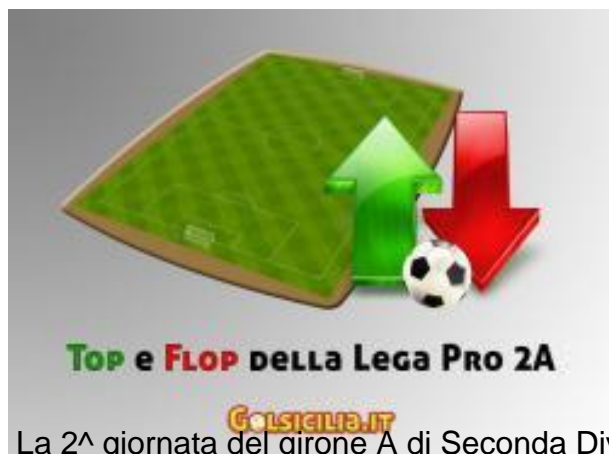 Top e Flop della Lega Pro 2A
GOLSICILIA.IT
La 2^ giornata del girone A di Seconda